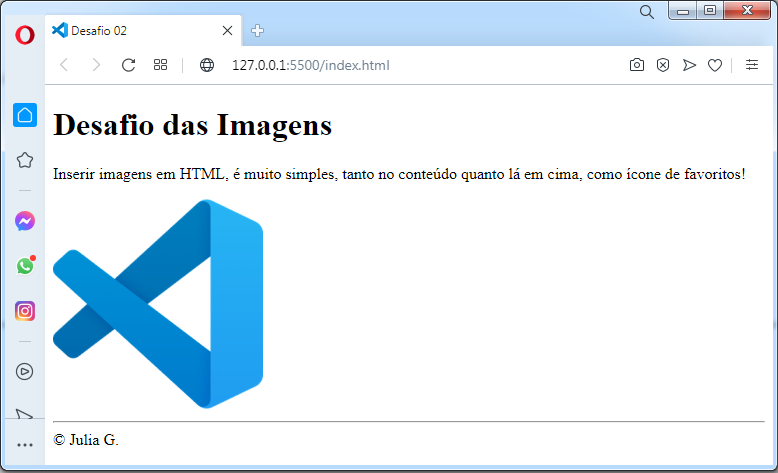 Desafio 02
127.0.0.1:5500/index.html
Desafio das Imagens
Inserir imagens em HTML, é muito simples, tanto no conteúdo quanto lá em cima, como ícone de favoritos!
© Julia G.